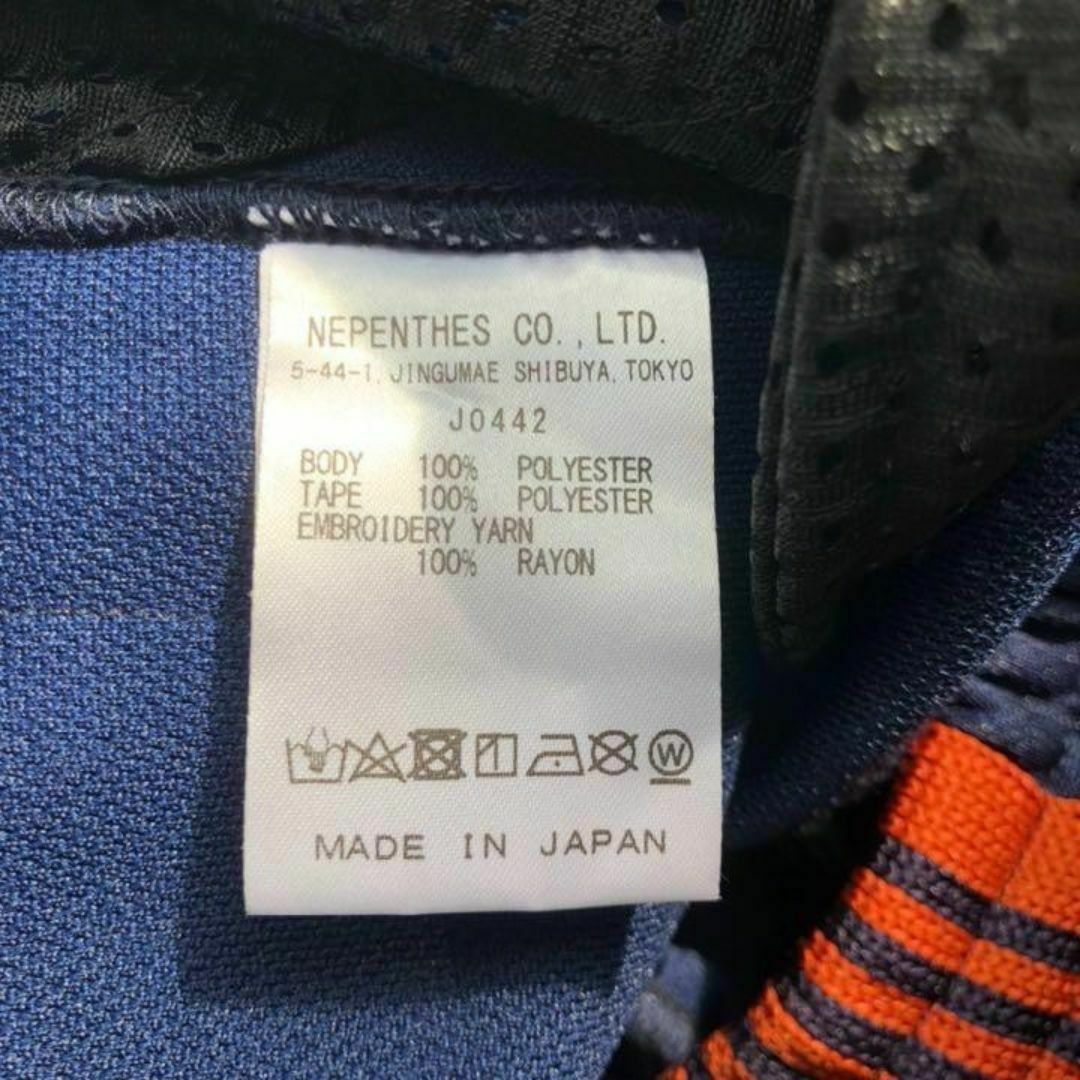 NEPENTHES CO.,LTD.
5-44-1, JINGUMAE SHIBUYA, TOKYO
J0442
BODY 100% POLYESTER
TAPE 100% POLYESTER
EMBROIDERY YARN
100% RAYON
W
MADE IN JAPAN